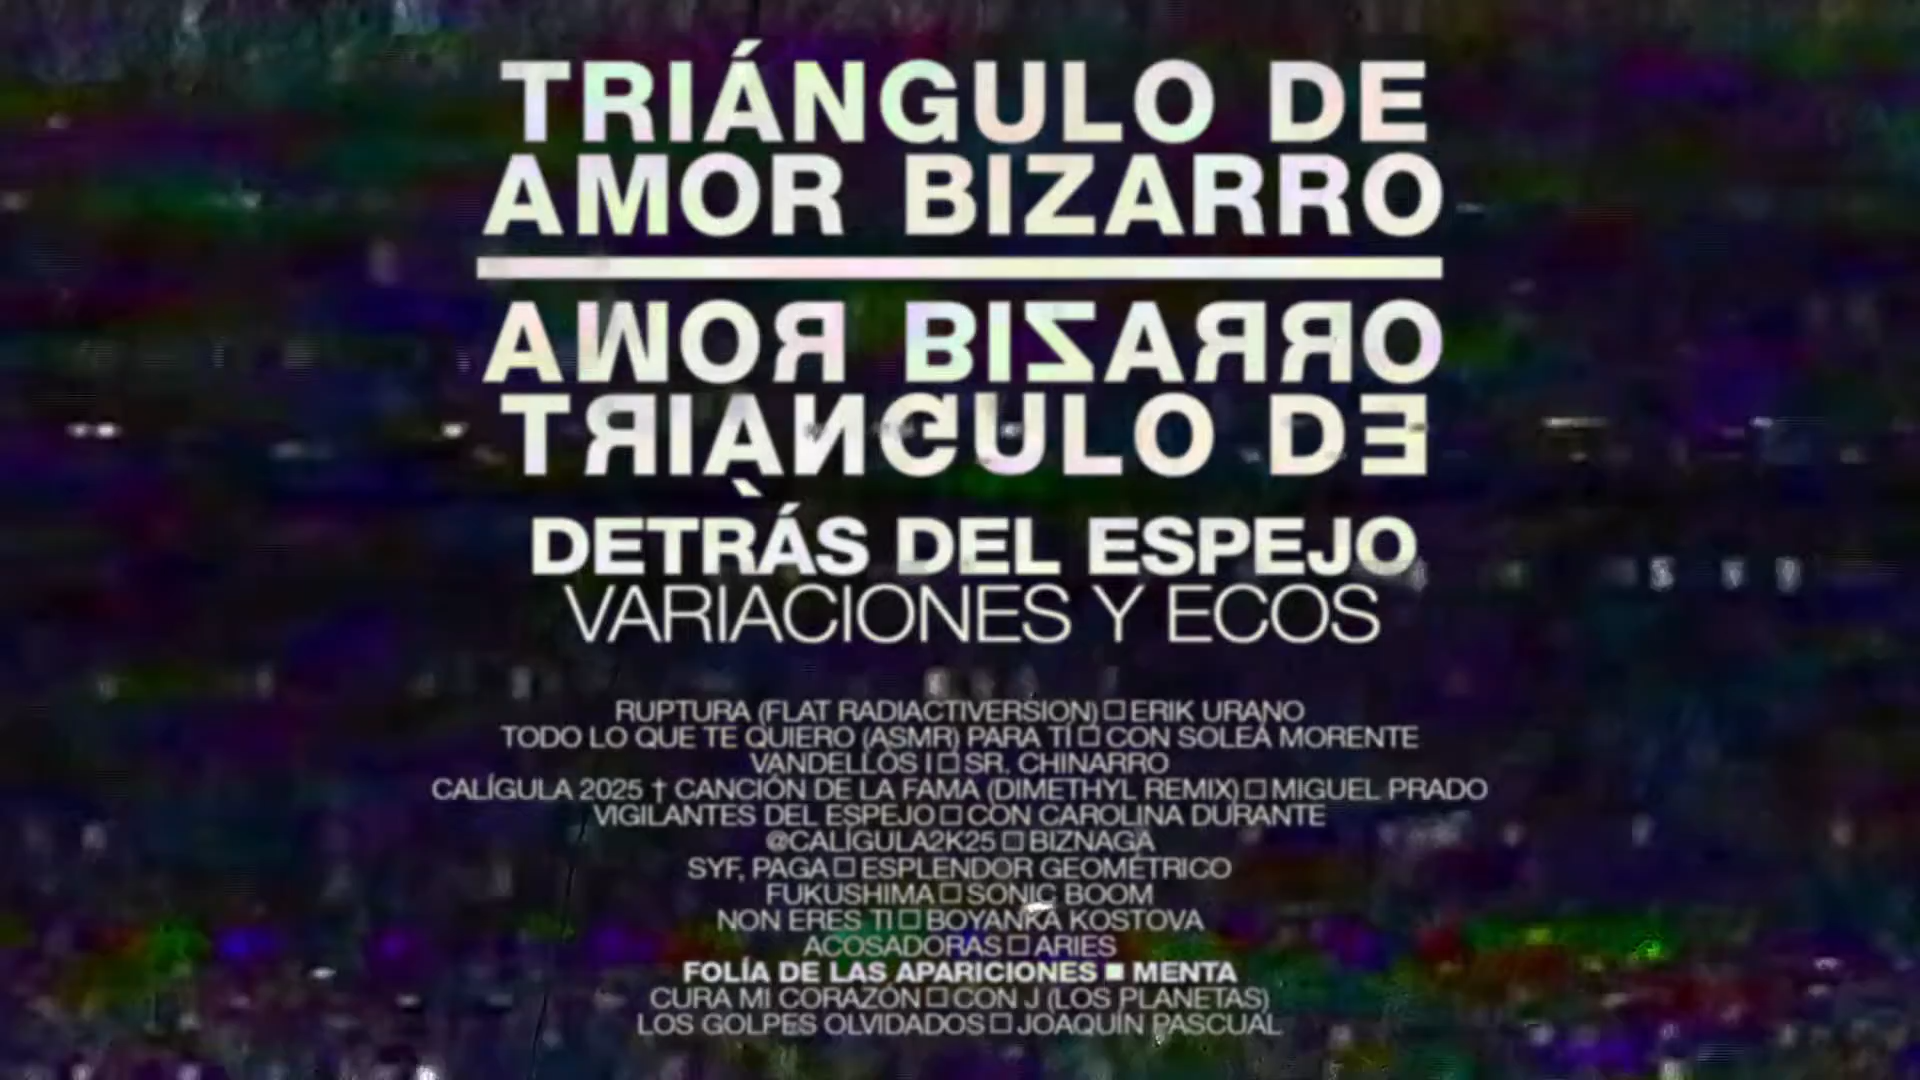 TRIÁNGULO DE
AMOR BIZARRO
AMOR BIZARRO
TRIÁNGULO DE
DETRÁS DEL ESPEJO
VARIACIONES Y ECOS
RUPTURA (FLAT RADIACTIVERSION) □ ERIK URANO
TODO LO QUE TE QUIERO (ASMR) PARA TÍ □ CON SOLEÁ MORENTE
VANDELLÓS I □ SR. CHINARRO
CALÍGULA 2025 † CANCIÓN DE LA FAMA (DIMETHYL REMIX) □ MIGUEL PRADO
VIGILANTES DEL ESPEJO □ CON CAROLINA DURANTE
@CALÍGULA2K25 □ BIZNAGA
SYF, PAGA □ ESPLENDOR GEOMÉTRICO
FUKUSHIMA □ SONIC BOOM
NON ERES TI □ BOYANKA KOSTOVA
ACOSADORAS □ ARIES
FOLÍA DE LAS APARICIONES ■ MENTA
CURA MI CORAZÓN □ CON J (LOS PLANETAS)
LOS GOLPES OLVIDADOS □ JOAQUÍN PASCUAL